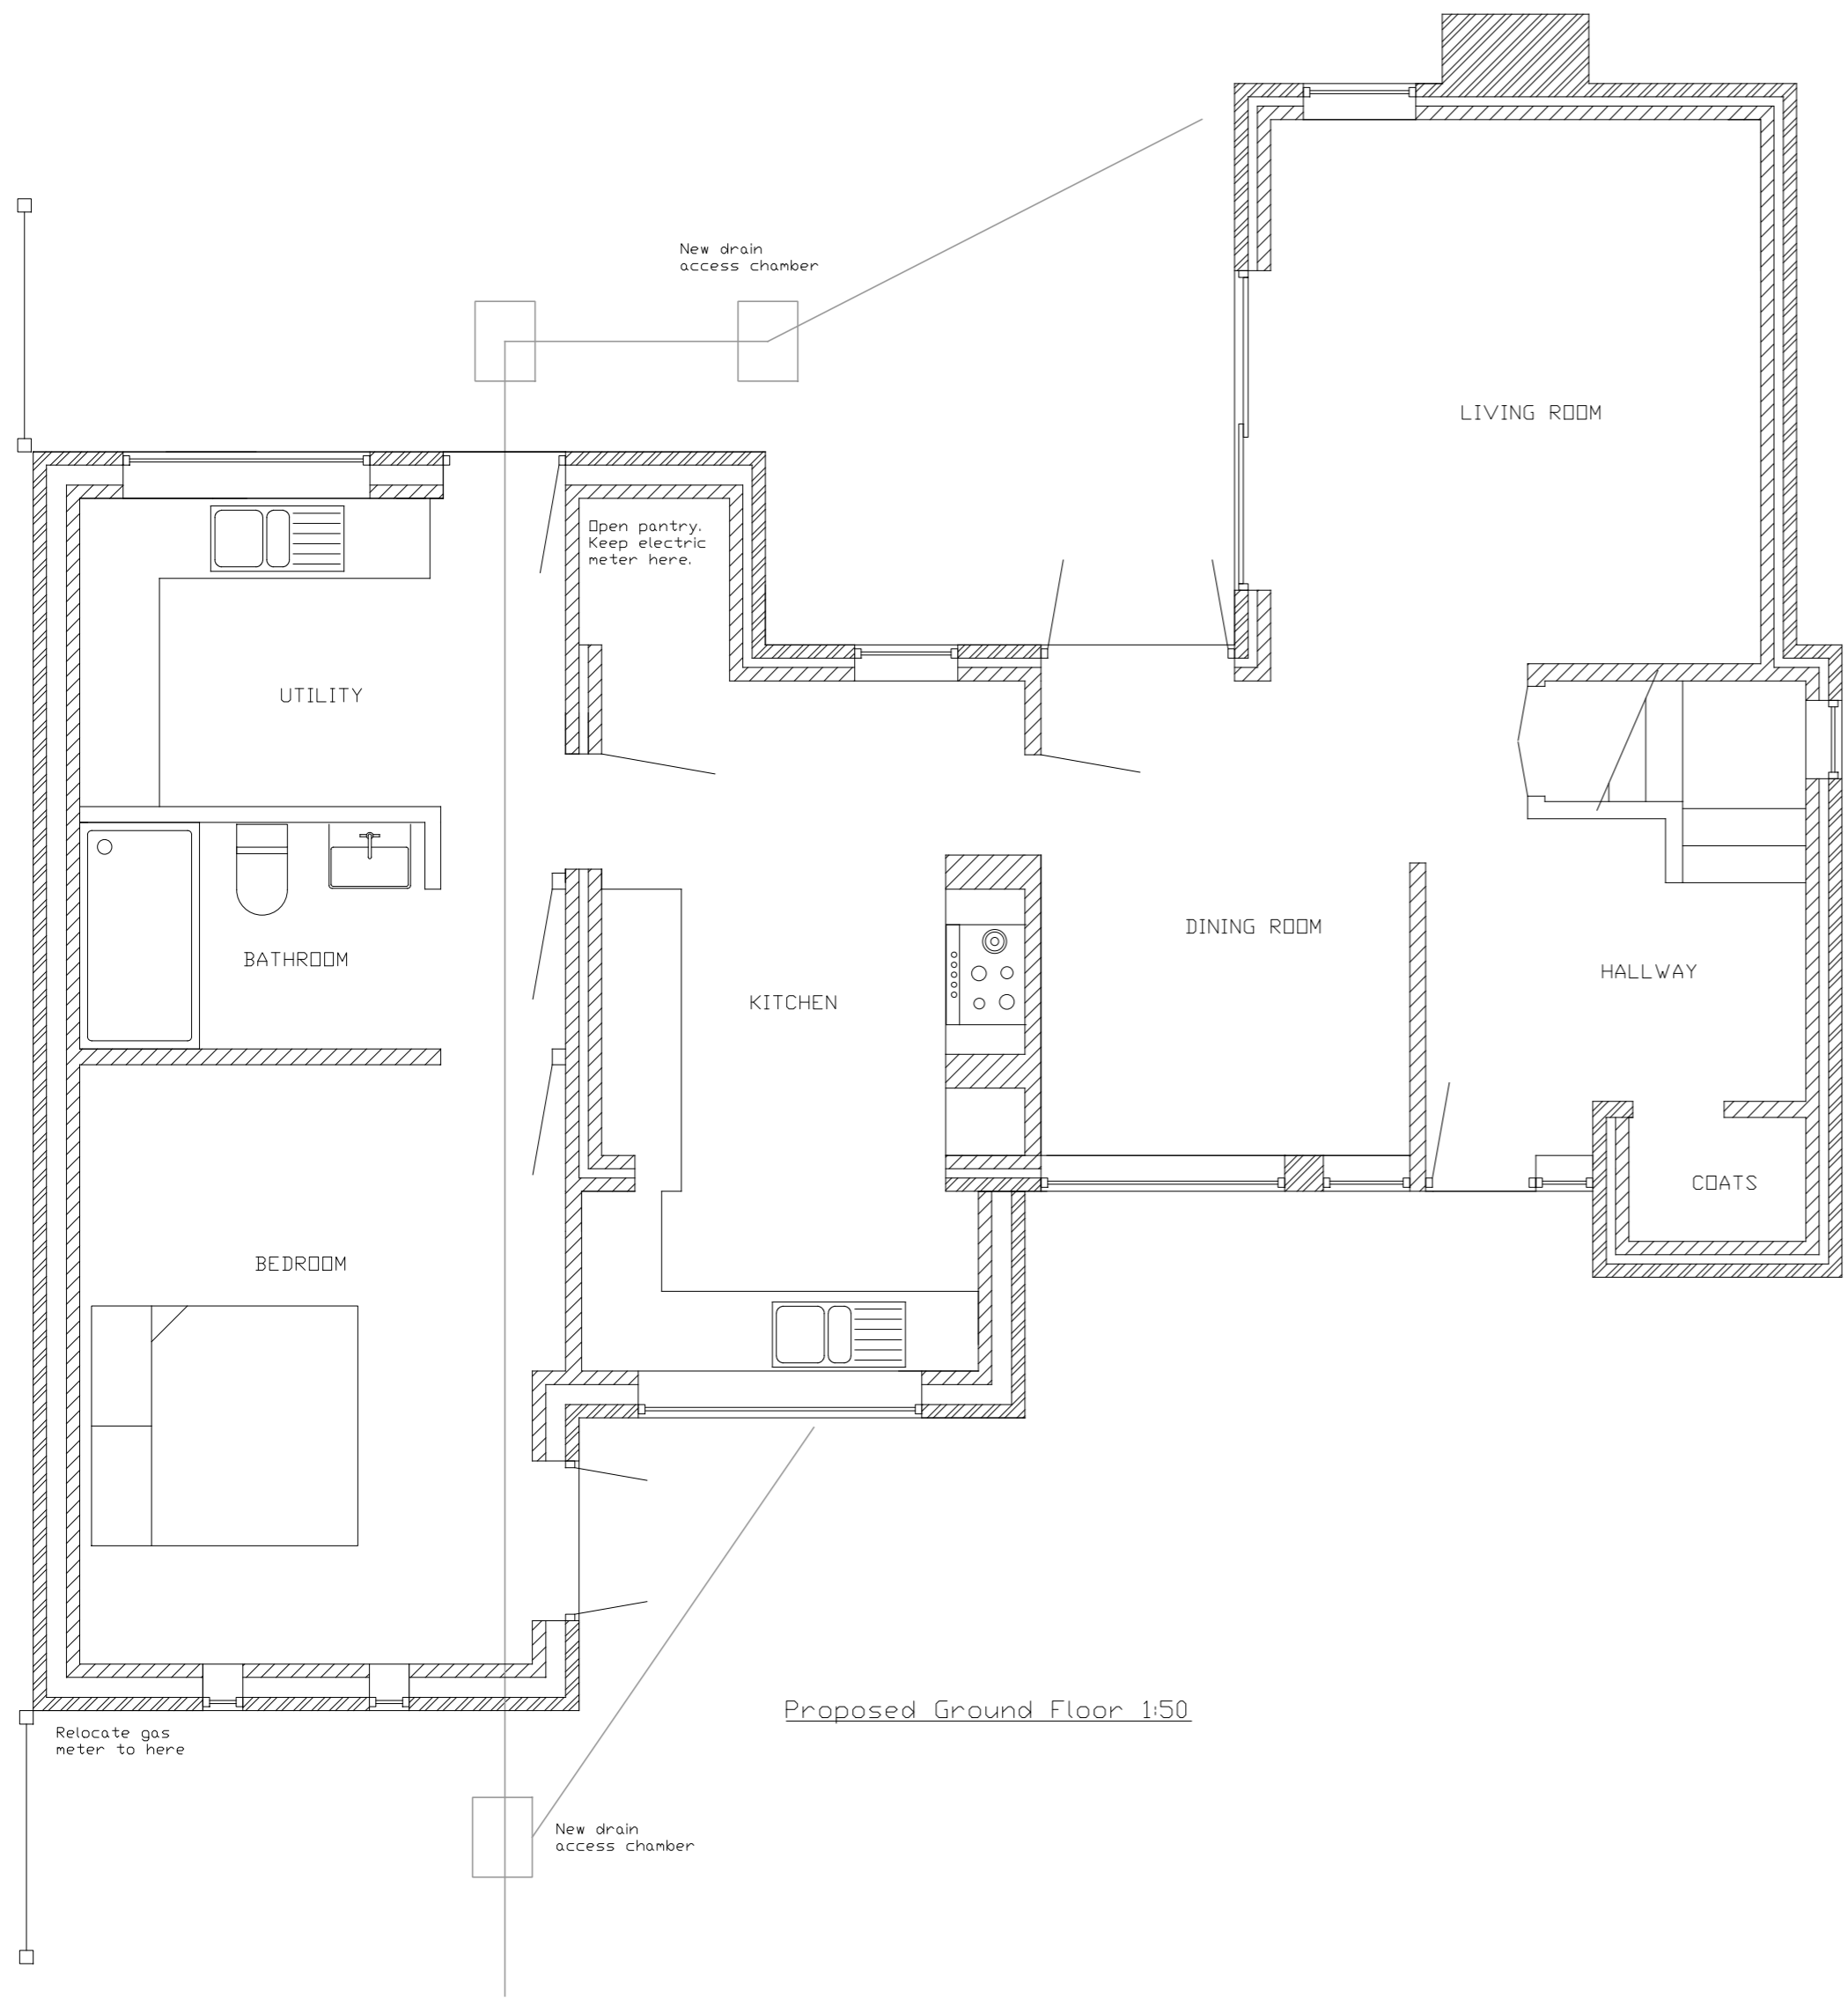 New drain
access chamber
LIVING ROOM
Open pantry.
Keep electric
meter here.
UTILITY
DINING ROOM
BATHROOM
HALLWAY
KITCHEN
COATS
BEDROOM
Proposed Ground Floor 1:50
Relocate gas
meter to here
New drain
access chamber